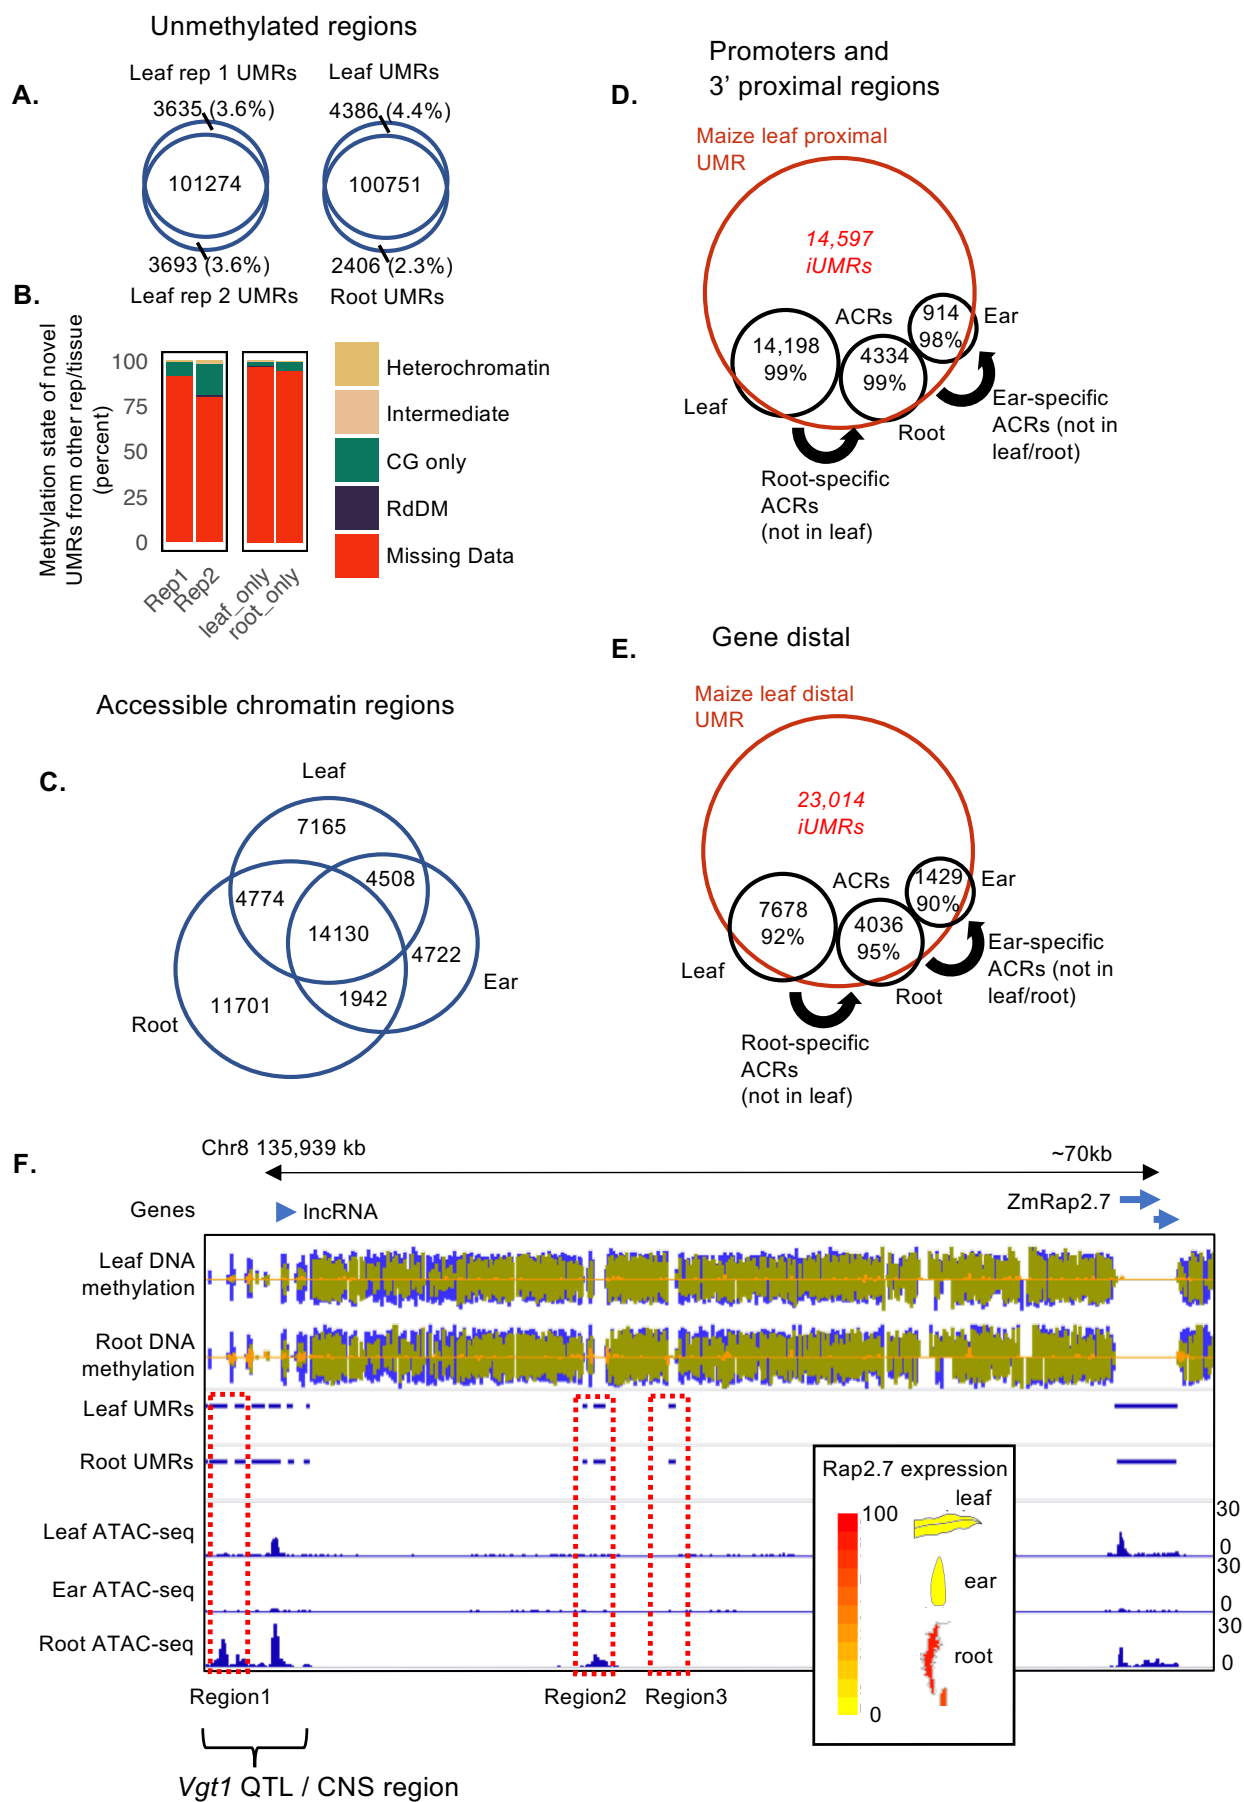 Unmethylated regions
A.
Leaf rep 1 UMRs
3635 (3.6%)
101274
3693 (3.6%)
Leaf rep 2 UMRs
Leaf UMRs
4386 (4.4%)
100751
2406 (2.3%)
Root UMRs
B.
Methylation state of novel
UMRs from other rep/tissue
(percent)
100
75
50
25
0
Rep1
Rep2
leaf_only
root_only
Heterochromatin
Intermediate
CG only
RdDM
Missing Data
Accessible chromatin regions
C.
Leaf
7165
4774
4508
14130
4722
11701
1942
Root
Ear
Promoters and
3’ proximal regions
D.
Maize leaf proximal
UMR
14,597
iUMRs
ACRs
914
98%
Ear
14,198
99%
4334
99%
Leaf
Root
Ear-specific
ACRs (not in
leaf/root)
Root-specific
ACRs
(not in leaf)
Gene distal
E.
Maize leaf distal
UMR
23,014
iUMRs
ACRs
1429
90%
Ear
7678
92%
4036
95%
Leaf
Root
Ear-specific
ACRs (not in
leaf/root)
Root-specific
ACRs
(not in leaf)
F.
Chr8 135,939 kb
~70kb
Genes
lncRNA
ZmRap2.7
Leaf DNA
methylation
Root DNA
methylation
Leaf UMRs
Root UMRs
Leaf ATAC-seq
30
0
Ear ATAC-seq
30
0
Root ATAC-seq
30
0
Rap2.7 expression
100
0
leaf
ear
root
Region1
Region2
Region3
Vgt1 QTL / CNS region